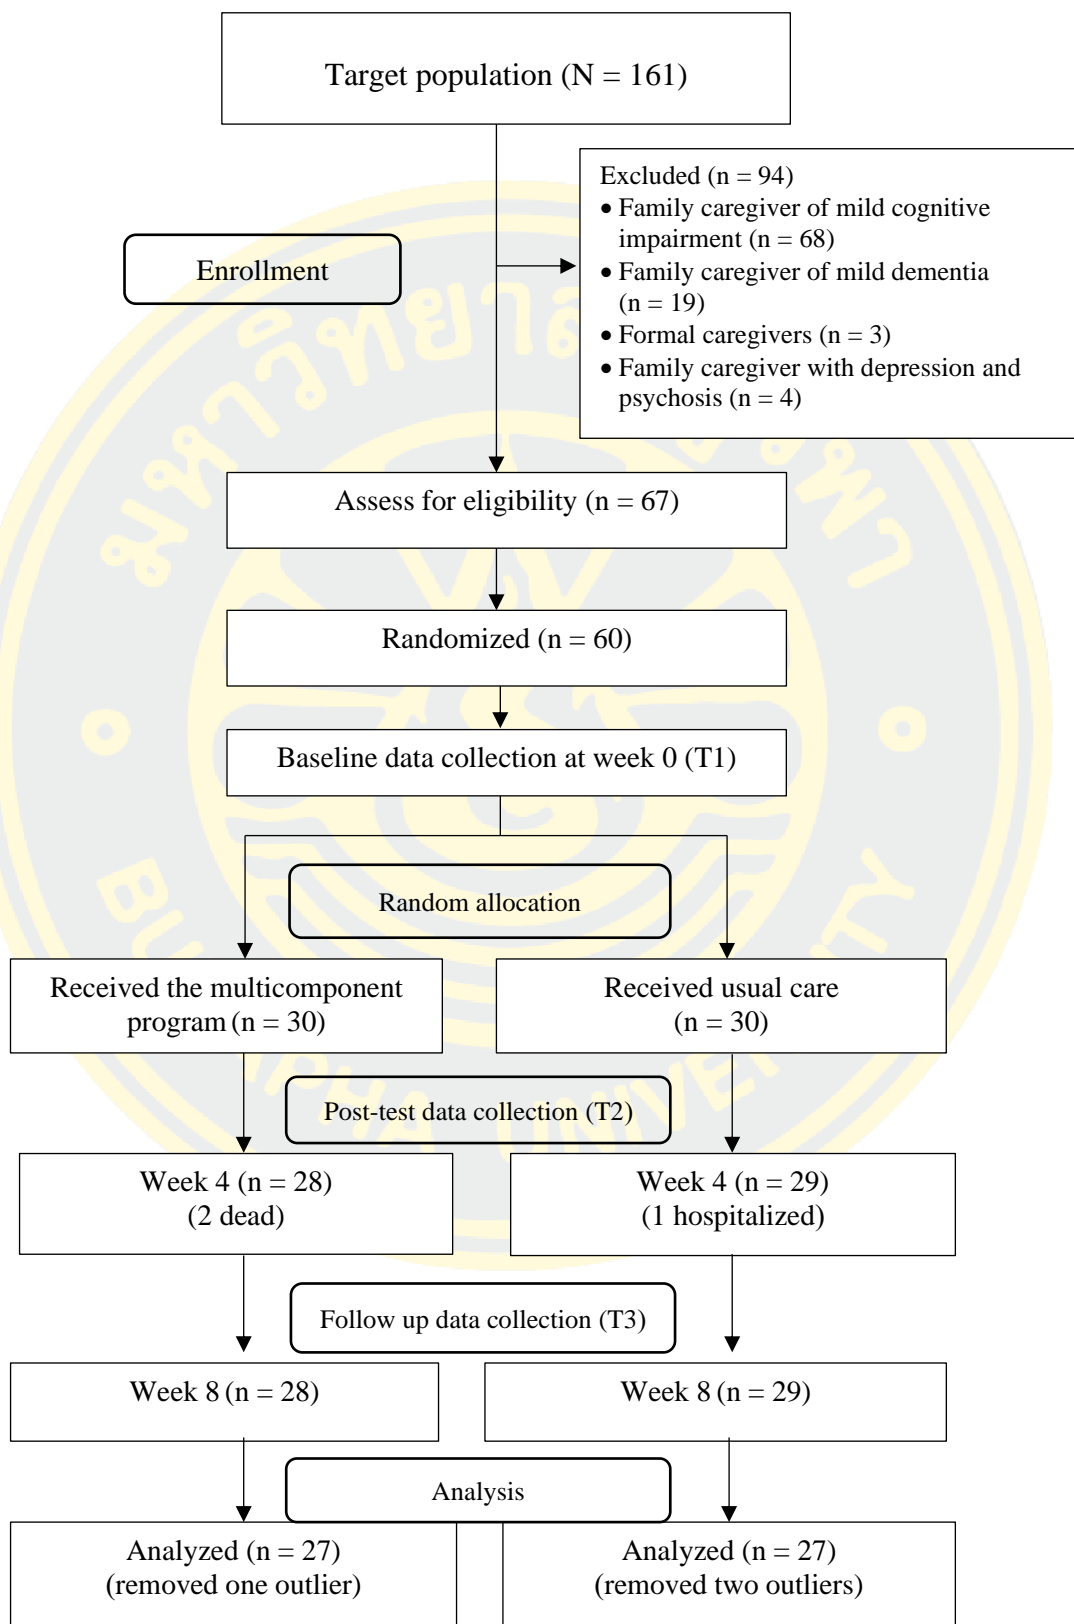 Target population (N = 161)
Excluded (n = 94)
• Family caregiver of mild cognitive
impairment (n = 68)
• Family caregiver of mild dementia
(n = 19)
• Formal caregivers (n = 3)
• Family caregiver with depression and
psychosis (n = 4)
Enrollment
Assess for eligibility (n = 67)
Randomized (n = 60)
Baseline data collection at week 0 (T1)
Random allocation
Received the multicomponent
program (n = 30)
Received usual care
(n = 30)
Post-test data collection (T2)
Week 4 (n = 28)
(2 dead)
Week 4 (n = 29)
(1 hospitalized)
Follow up data collection (T3)
Week 8 (n = 28)
Week 8 (n = 29)
Analysis
Analyzed (n = 27)
(removed one outlier)
Analyzed (n = 27)
(removed two outliers)